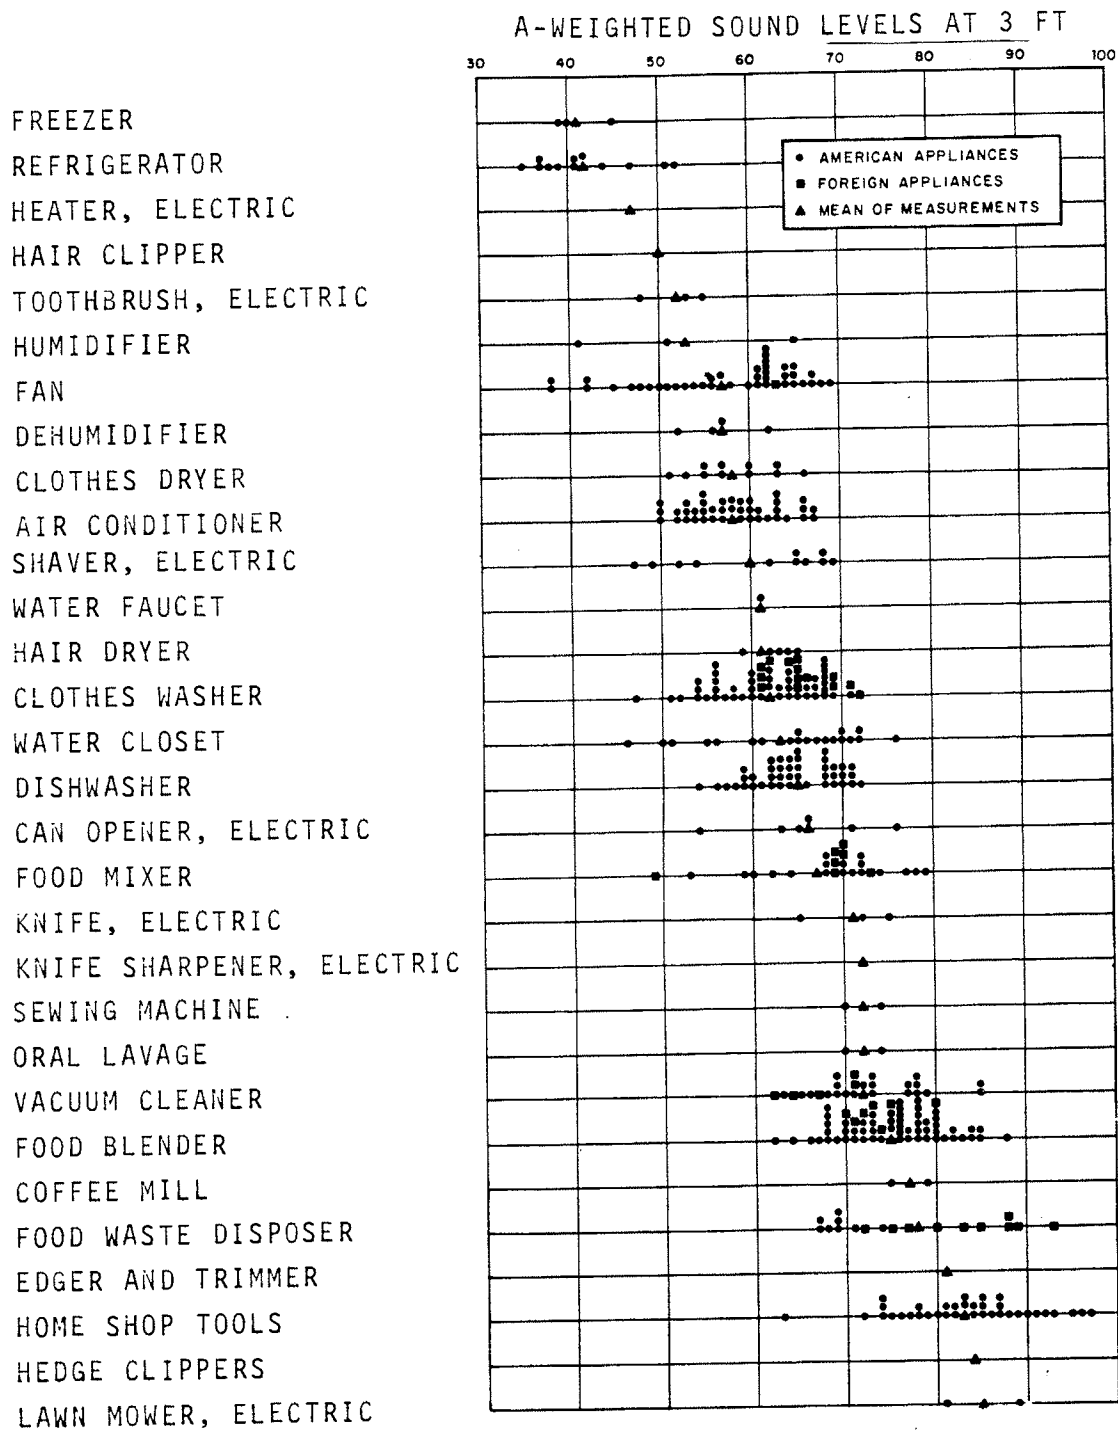 A-WEIGHTED SOUND LEVELS AT 3 FT
30 40 50 60 70 80 90 100
FREEZER
REFRIGERATOR
HEATER, ELECTRIC
HAIR CLIPPER
TOOTHBRUSH, ELECTRIC
HUMIDIFIER
FAN
DEHUMIDIFIER
CLOTHES DRYER
AIR CONDITIONER
SHAVER, ELECTRIC
WATER FAUCET
HAIR DRYER
CLOTHES WASHER
WATER CLOSET
DISHWASHER
CAN OPENER, ELECTRIC
FOOD MIXER
KNIFE, ELECTRIC
KNIFE SHARPENER, ELECTRIC
SEWING MACHINE
ORAL LAVAGE
VACUUM CLEANER
FOOD BLENDER
COFFEE MILL
FOOD WASTE DISPOSER
EDGER AND TRIMMER
HOME SHOP TOOLS
HEDGE CLIPPERS
LAWN MOWER, ELECTRIC
AMERICAN APPLIANCES
FOREIGN APPLIANCES
MEAN OF MEASUREMENTS